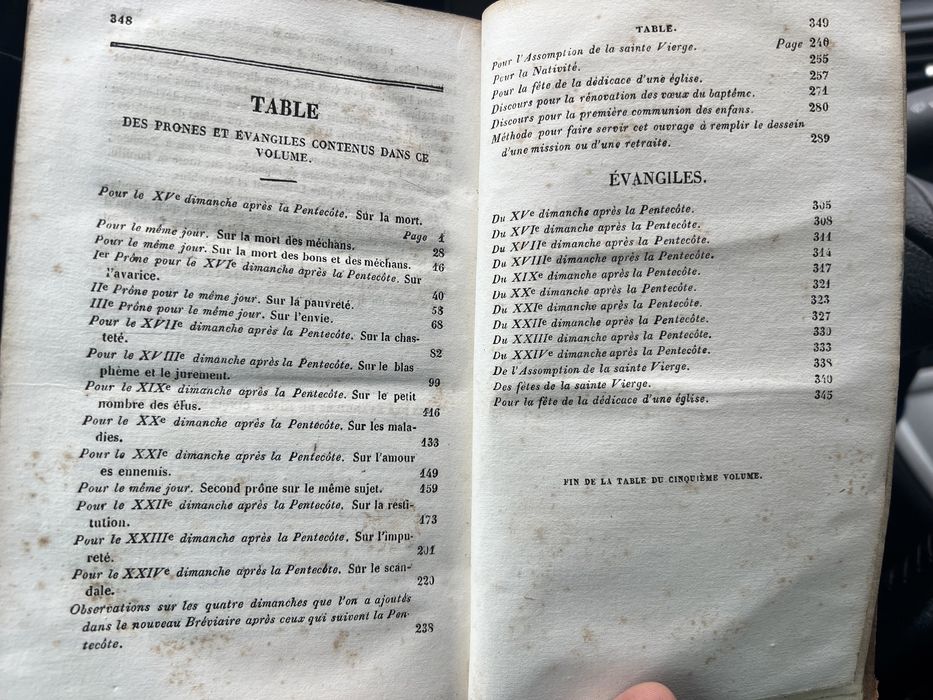 348
TABLE
DES PRONES ET ÉVANGILES CONTENUS DANS CE
VOLUME.
Pour le XVe dimanche après la Pentecôte. Sur la mort.
Page 1
Pour le même jour. Sur la mort des méchans. 28
Pour le même jour. Sur la mort des bons et des méchans. 16
Ier Prône pour le XVIe dimanche après la Pentecôte. Sur
l'avarice. 40
IIe Prône pour le même jour. Sur la pauvreté. 53
IIIe Prône pour le même jour. Sur l'envie. 68
Pour le XVIIe dimanche après la Pentecôte. Sur la chas-
teté. 82
Pour le XVIIIe dimanche après la Pentecôte. Sur le blas
phème et le jurement. 99
Pour le XIXe dimanche après la Pentecôte. Sur le petit
nombre des élus. 116
Pour le XXe dimanche après la Pentecôte. Sur les mala-
dies. 133
Pour le XXIe dimanche après la Pentecôte. Sur l'amour
es ennemis. 149
Pour le même jour. Second prône sur le même sujet. 159
Pour le XXIIe dimanche après la Pentecôte. Sur la resti-
tution. 173
Pour le XXIIIe dimanche après la Pentecôte. Sur l'impu-
reté. 201
Pour le XXIVe dimanche après la Pentecôte. Sur le scan-
dale. 220
Observations sur les quatre dimanches que l'on a ajoutés
dans le nouveau Bréviaire après ceux qui suivent la Pen-
tecôte. 238
TABLE. 349
Pour l'Assomption de la sainte Vierge. Page 240
Pour la Nativité. 255
Pour la fête de la dédicace d'une église. 257
Discours pour la rénovation des vœux du baptême. 271
Discours pour la première communion des enfans. 280
Méthode pour faire servir cet ouvrage à remplir le dessein
d'une mission ou d'une retraite. 289
ÉVANGILES.
Du XVe dimanche après la Pentecôte. 305
Du XVIe dimanche après la Pentecôte. 308
Du XVIIe dimanche après la Pentecôte. 311
Du XVIIIe dimanche après la Pentecôte. 314
Du XIXe dimanche après la Pentecôte. 317
Du XXe dimanche après la Pentecôte. 321
Du XXIe dimanche après la Pentecôte. 323
Du XXIIe dimanche après la Pentecôte. 327
Du XXIIIe dimanche après la Pentecôte. 330
Du XXIVe dimanche après la Pentecôte. 333
De l'Assomption de la sainte Vierge. 338
Des fêtes de la sainte Vierge. 340
Pour la fête de la dédicace d'une église. 345
FIN DE LA TABLE DU CINQUIÈME VOLUME.